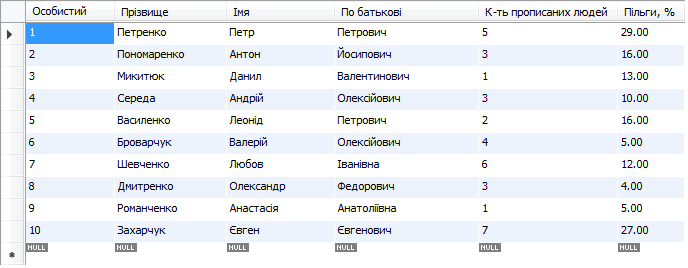 Особистий Прізвище Імя По батькові К-ть прописаних людей Пільги, %
1 Петренко Петр Петрович 5 29.00
2 Пономаренко Антон Йосипович 3 16.00
3 Микитюк Данил Валентинович 1 13.00
4 Середа Андрій Олексійович 3 10.00
5 Василенко Леонід Петрович 2 16.00
6 Броварчук Валерій Олексійович 4 5.00
7 Шевченко Любов Іванівна 6 12.00
8 Дмитренко Олександр Федорович 3 4.00
9 Романченко Анастасія Анатоліївна 1 5.00
10 Захарчук Євген Євгенович 7 27.00
NULL NULL NULL NULL NULL NULL